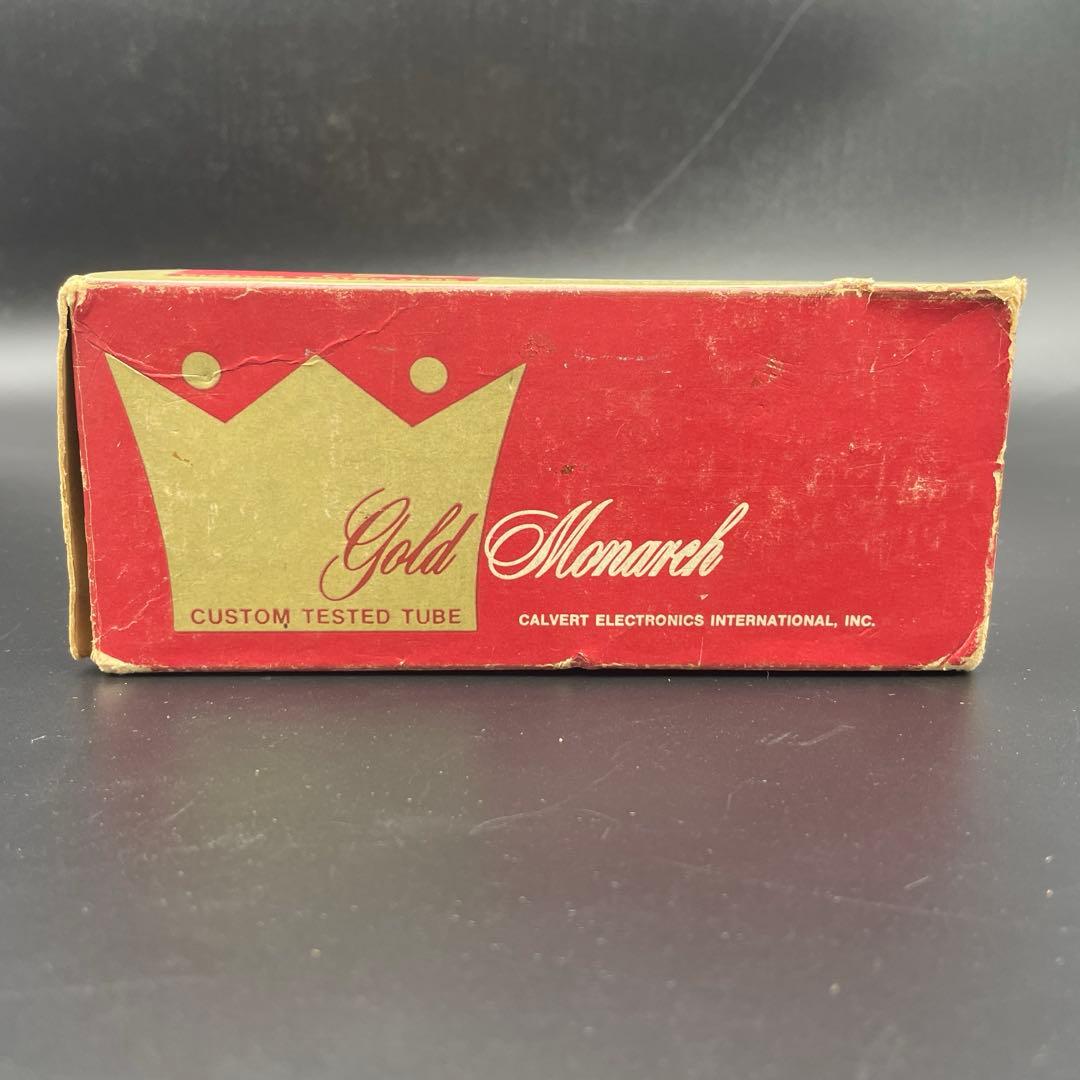 Gold Monarch
CUSTOM TESTED TUBE
CALVERT ELECTRONICS INTERNATIONAL, INC.